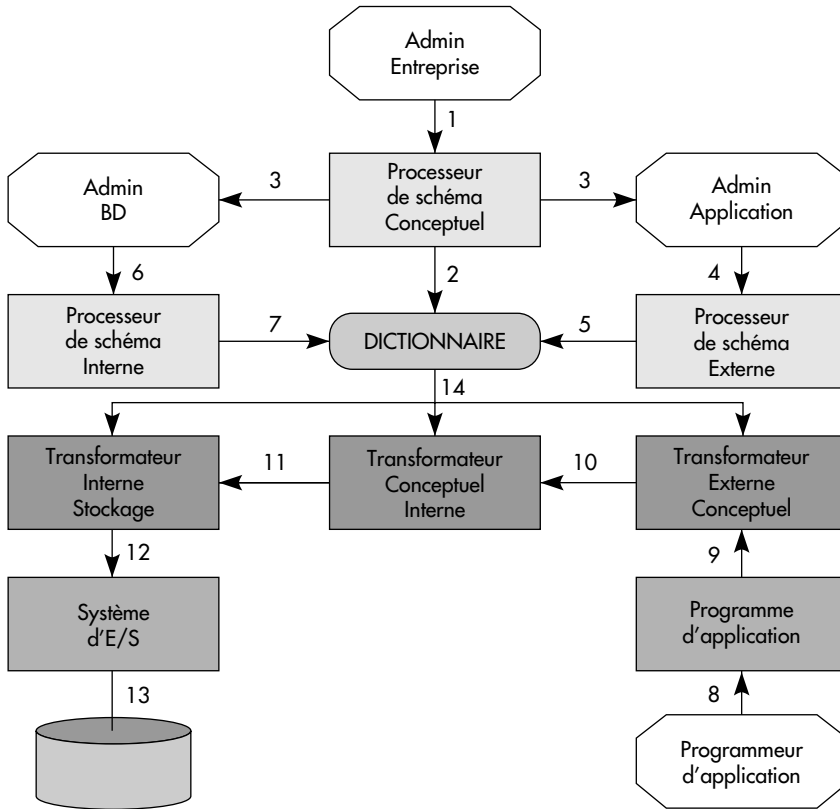 Admin
Entreprise
1
Admin
BD
3
Processeur
de schéma
Conceptuel
3
Admin
Application
6
2
4
Processeur
de schéma
Interne
7
DICTIONNAIRE
5
Processeur
de schéma
Externe
14
Transformateur
Interne
Stockage
11
Transformateur
Conceptuel
Interne
10
Transformateur
Externe
Conceptuel
12
9
Système
d'E/S
Programme
d'application
13
8
Programmeur
d'application